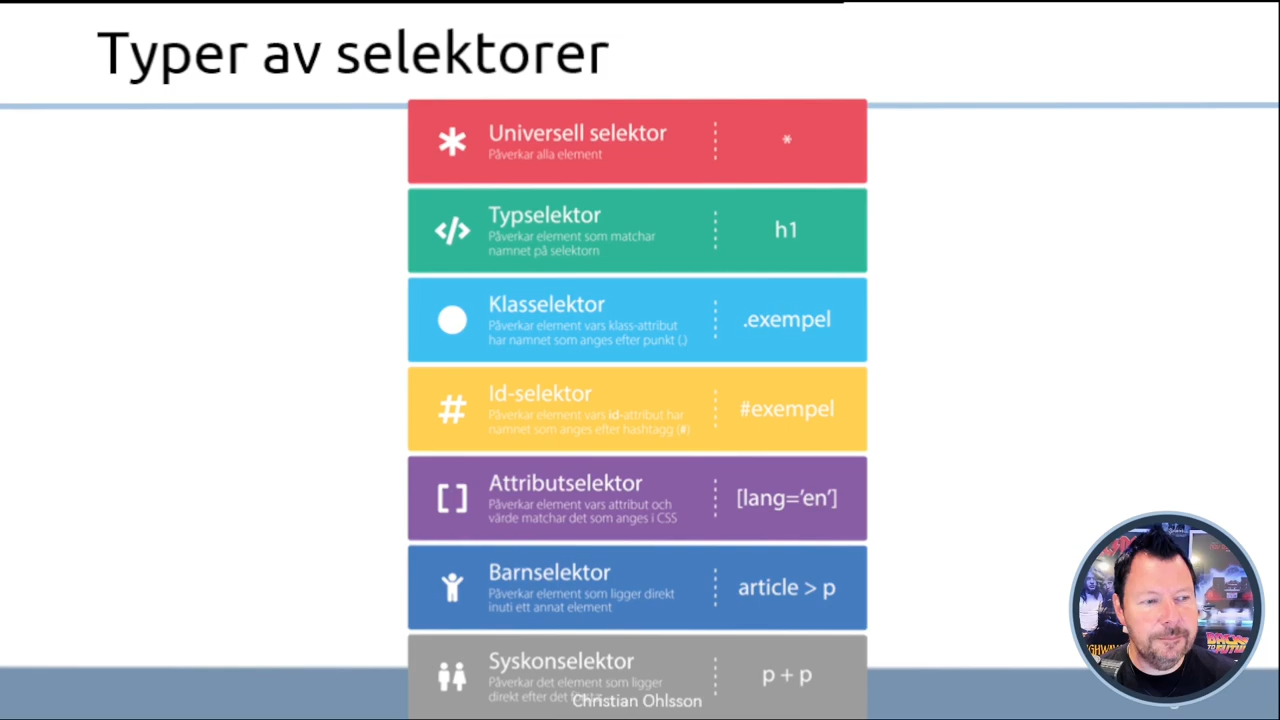 Typer av selektorer
Universell selektor
Påverkar alla element
*
Typselektor
Påverkar element som matchar
namnet på selektorn
h1
Klasselektor
Påverkar element vars klass-attribut
har namnet som anges efter punkt (.)
.exempel
Id-selektor
Påverkar element vars id-attribut har
namnet som anges efter hashtagg (#)
#exempel
Attributselektor
Påverkar element vars attribut och
värde matchar det som anges i CSS
[lang='en']
Barnselektor
Påverkar element som ligger direkt
inuti ett annat element
article > p
Syskonselektor
Påverkar det element som ligger
direkt efter det
p + p
Christian Ohlsson
BACK